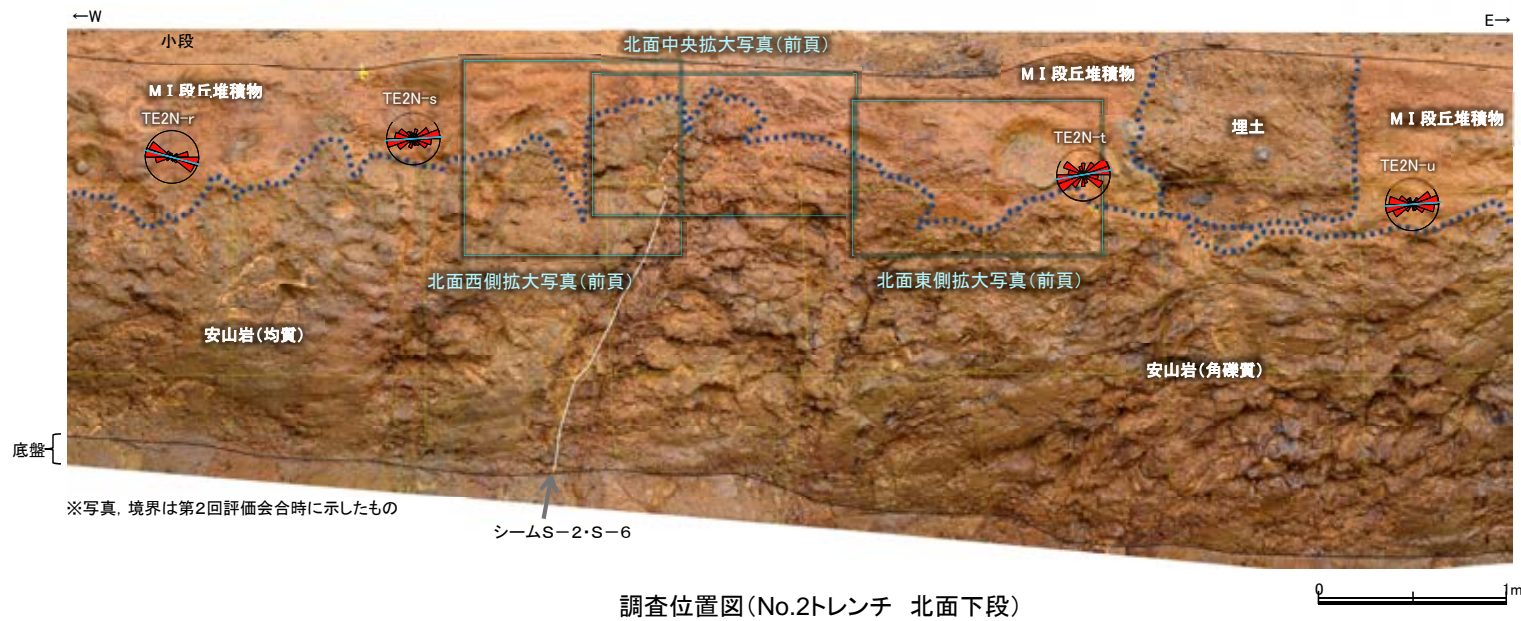 ←W
E→
小段
北面中央拡大写真(前頁)
ＭⅠ段丘堆積物
ＭⅠ段丘堆積物
TE2N-r
TE2N-s
TE2N-t
埋土
ＭⅠ段丘堆積物
TE2N-u
北面西側拡大写真(前頁)
北面東側拡大写真(前頁)
安山岩(均質)
安山岩(角礫質)
底盤
※写真，境界は第２回評価会合時に示したもの
シームＳ－２・Ｓ－６
調査位置図(No.2トレンチ　北面下段)
0
1m